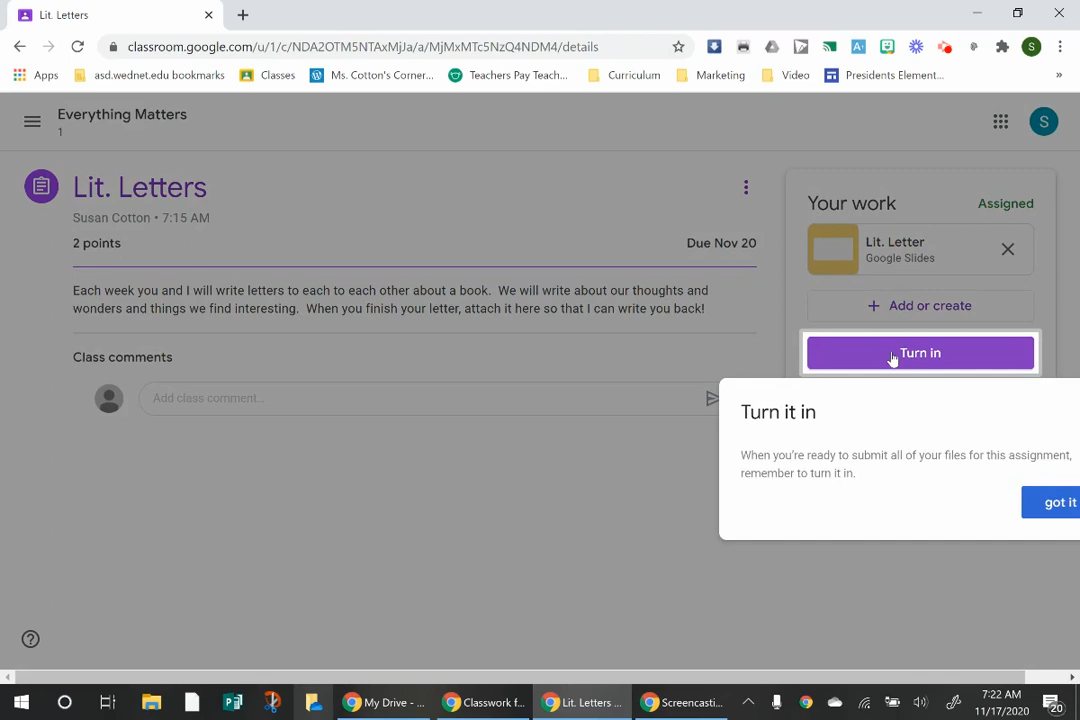 Lit. Letters
classroom.google.com/u/1/c/NDA2OTM5NTAxMjJa/a/MjMxMTc5NzQ4NDM4/details
S
Apps
asd.wednet.edu bookmarks
Classes
Ms. Cotton's Corner...
Teachers Pay Teach...
Curriculum
Marketing
Video
Presidents Element...
»
Everything Matters
1
S
Lit. Letters
Susan Cotton • 7:15 AM
2 points
Due Nov 20
Each week you and I will write letters to each to each other about a book. We will write about our thoughts and
wonders and things we find interesting. When you finish your letter, attach it here so that I can write you back!
Class comments
Add class comment...
Your work
Assigned
Lit. Letter
Google Slides
+ Add or create
Turn in
Turn it in
When you're ready to submit all of your files for this assignment,
remember to turn it in.
got it
My Drive - ...
Classwork f...
Lit. Letters ...
Screencasti...
7:22 AM
11/17/2020
20